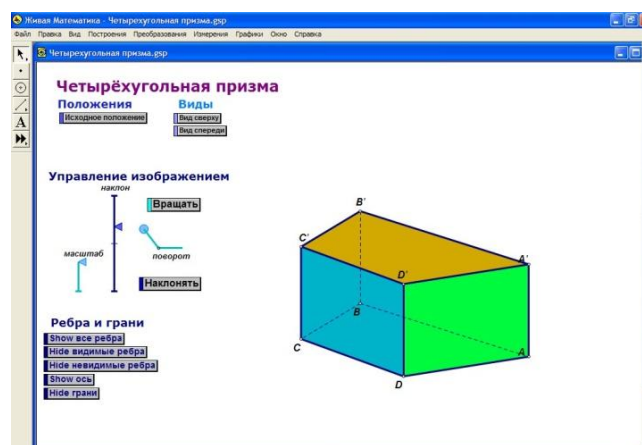 Живая Математика - Четырехугольная призма.gsp
Файл Правка Вид Построения Преобразования Измерения Графики Окно Справка
Четырехугольная призма.gsp
A
Четырёхугольная призма
Положения Виды
Исходное положение Вид сверху
Вид спереди
Управление изображением
наклон
Вращать
масштаб
поворот
Наклонять
B'
C'
D'
A'
B
C
D
A
Ребра и грани
Show все ребра
Hide видимые ребра
Hide невидимые ребра
Show ось
Hide грани